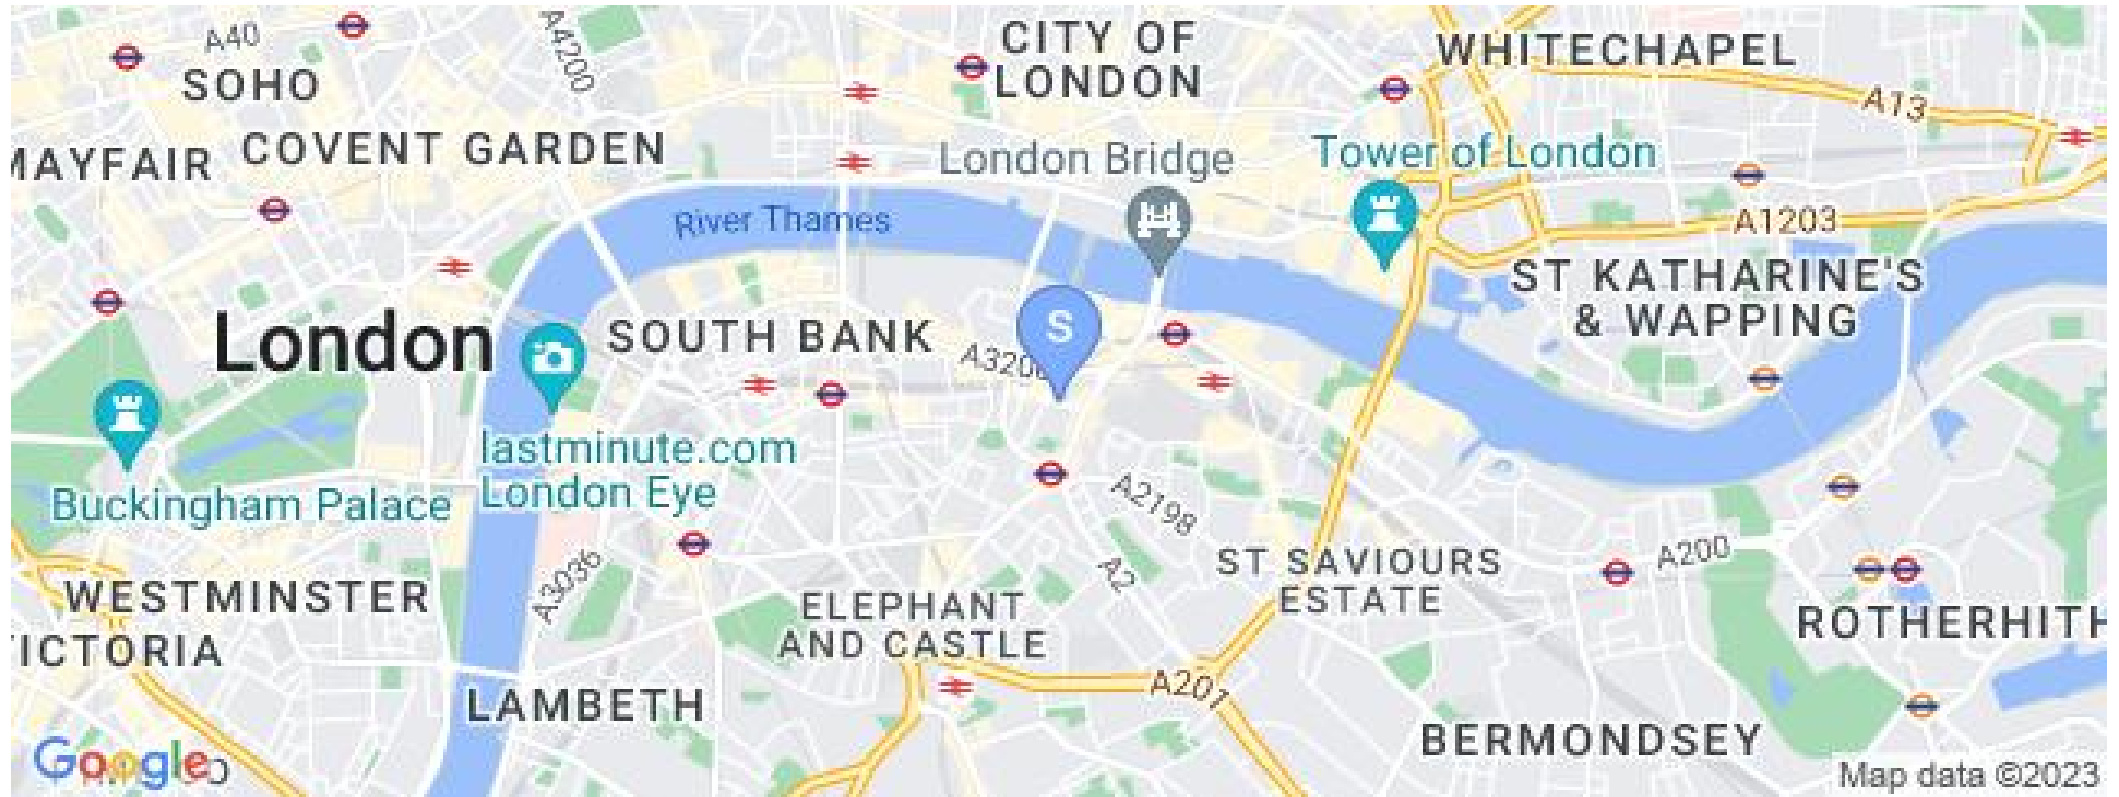 A40
SOHO
A4200
CITY OF
LONDON
WHITECHAPEL
A13
MAYFAIR
COVENT GARDEN
London Bridge
Tower of London
River Thames
A1203
ST KATHARINE'S
& WAPPING
London
SOUTH BANK
S
lastminute.com
London Eye
Buckingham Palace
A2198
A2
A3036
WESTMINSTER
ICTORIA
ELEPHANT
AND CASTLE
ST SAVIOURS
ESTATE
A200
ROTHERHITH
LAMBETH
A201
BERMONDSEY
Google
Map data ©2023